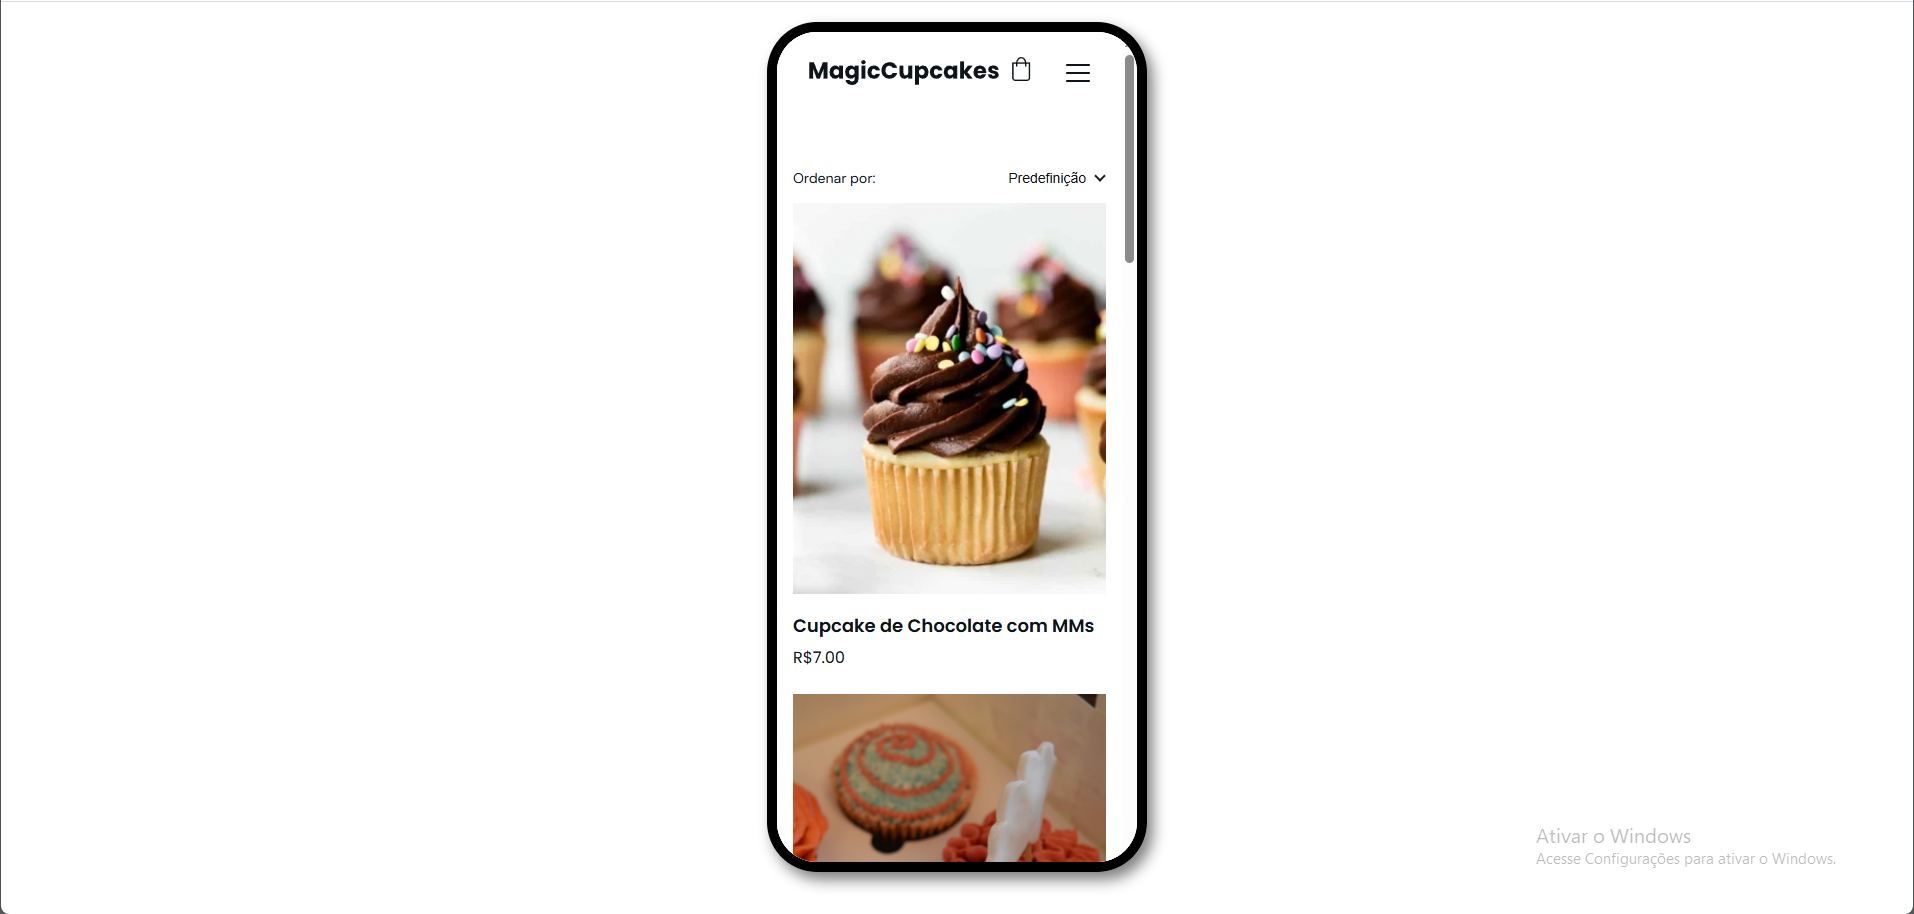 MagicCupcakes
Ordenar por: Predefinição
Cupcake de Chocolate com MMs
R$7.00
Ativar o Windows
Acesse Configurações para ativar o Windows.